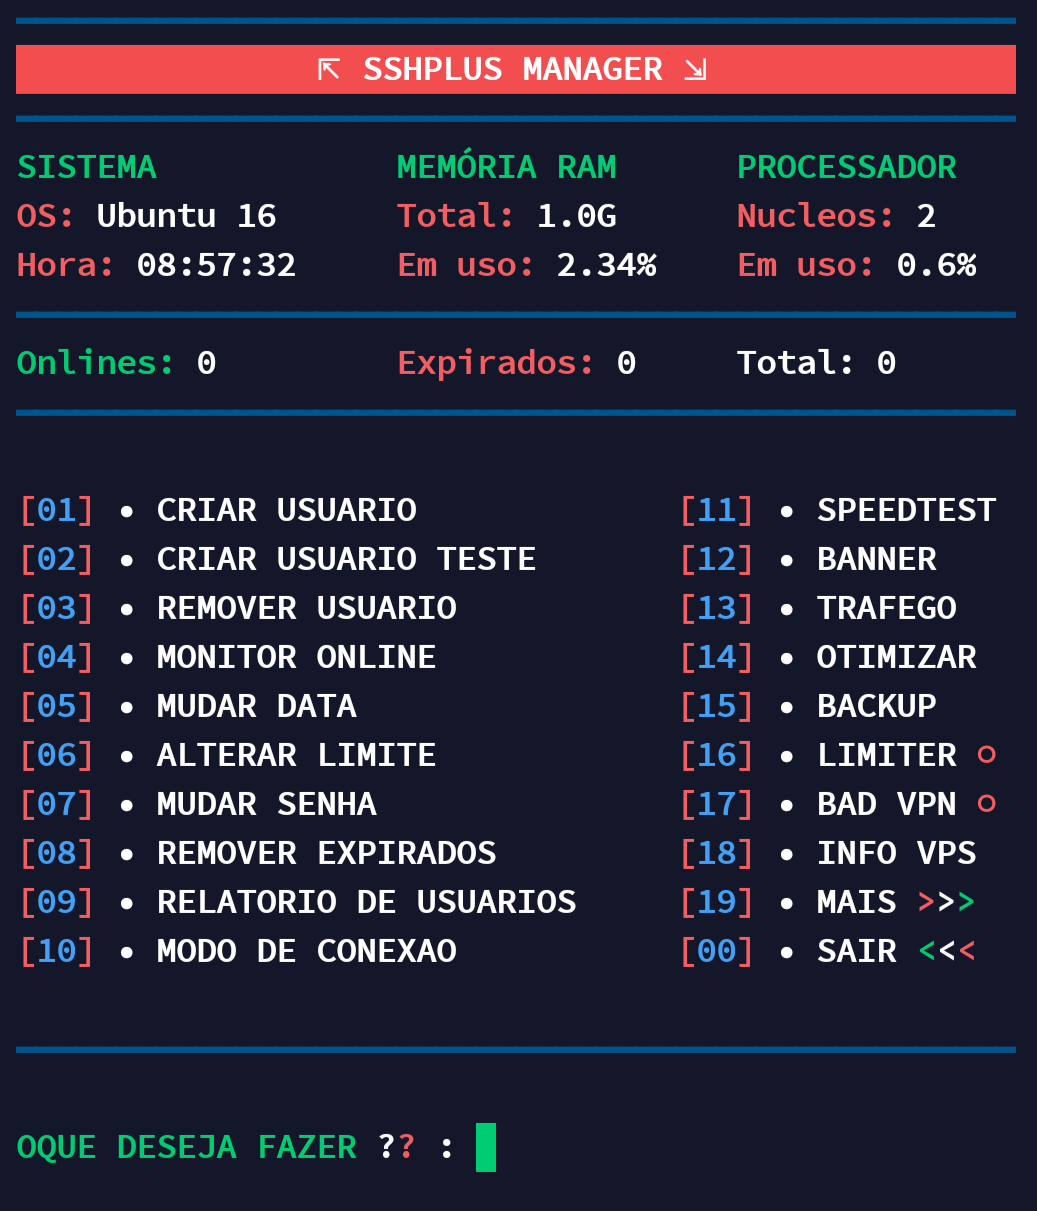 ⇱ SSHPLUS MANAGER ⇲
SISTEMA MEMÓRIA RAM PROCESSADOR
OS: Ubuntu 16 Total: 1.0G Nucleos: 2
Hora: 08:57:32 Em uso: 2.34% Em uso: 0.6%
Onlines: 0 Expirados: 0 Total: 0
[01] • CRIAR USUARIO [11] • SPEEDTEST
[02] • CRIAR USUARIO TESTE [12] • BANNER
[03] • REMOVER USUARIO [13] • TRAFEGO
[04] • MONITOR ONLINE [14] • OTIMIZAR
[05] • MUDAR DATA [15] • BACKUP
[06] • ALTERAR LIMITE [16] • LIMITER ○
[07] • MUDAR SENHA [17] • BAD VPN ○
[08] • REMOVER EXPIRADOS [18] • INFO VPS
[09] • RELATORIO DE USUARIOS [19] • MAIS >>>
[10] • MODO DE CONEXAO [00] • SAIR <<<
OQUE DESEJA FAZER ?? :